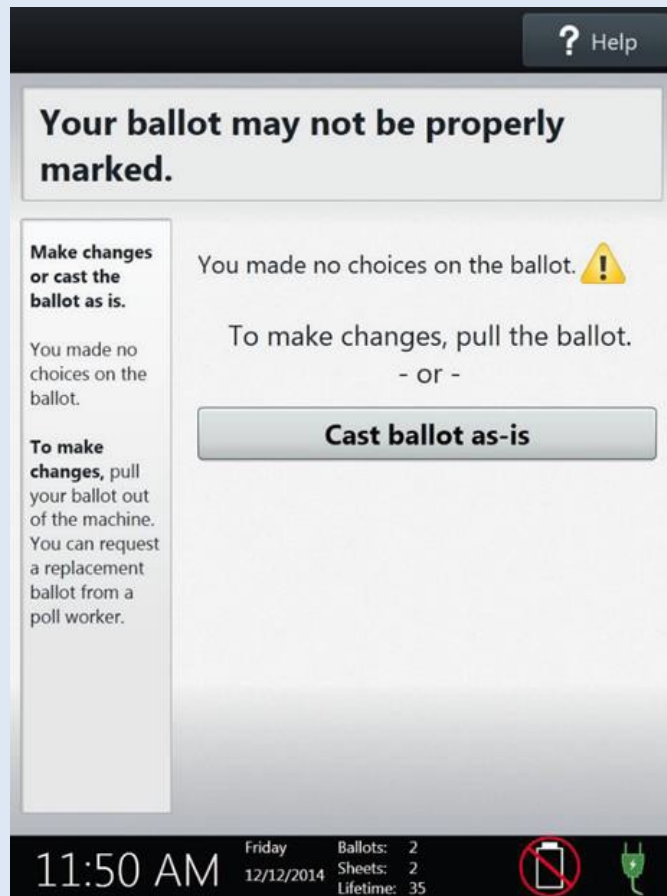 ? Help
Your ballot may not be properly
marked.
Make changes
or cast the
ballot as is.
You made no
choices on the
ballot.
To make
changes, pull
your ballot out
of the machine.
You can request
a replacement
ballot from a
poll worker.
You made no choices on the ballot.
To make changes, pull the ballot.
- or -
Cast ballot as-is
11:50 AM
Friday
12/12/2014
Ballots: 2
Sheets: 2
Lifetime: 35